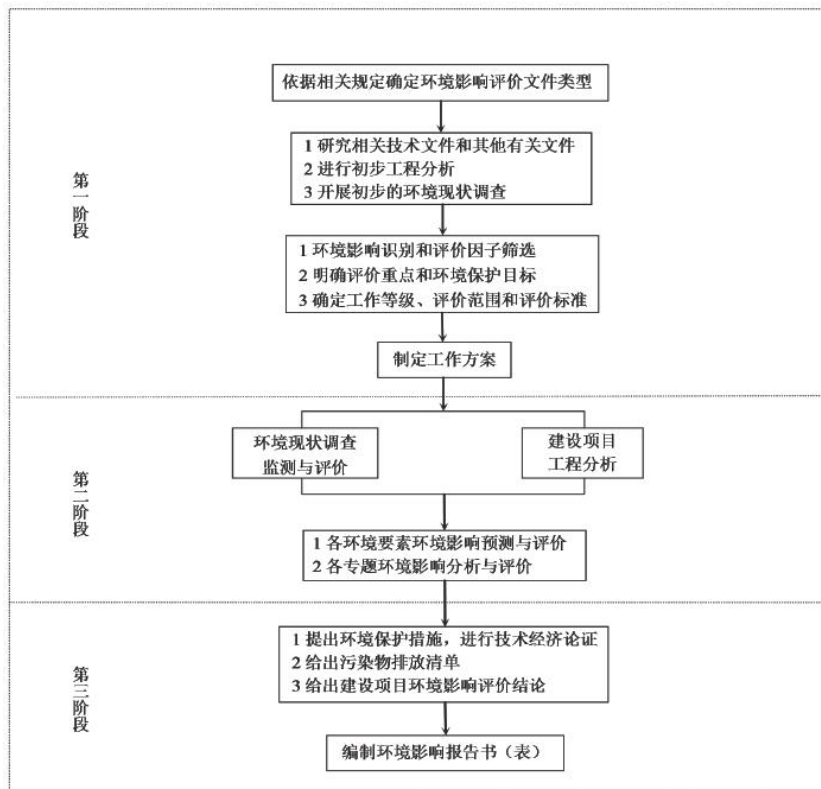 依据相关规定确定环境影响评价文件类型
1 研究相关技术文件和其他有关文件
2 进行初步工程分析
3 开展初步的环境现状调查
第一阶段
1 环境影响识别和评价因子筛选
2 明确评价重点和环境保护目标
3 确定工作等级、评价范围和评价标准
制定工作方案
环境现状调查
监测与评价
建设项目
工程分析
第二阶段
1 各环境要素环境影响预测与评价
2 各专题环境影响分析与评价
1 提出环境保护措施，进行技术经济论证
2 给出污染物排放清单
3 给出建设项目环境影响评价结论
第三阶段
编制环境影响报告书（表）